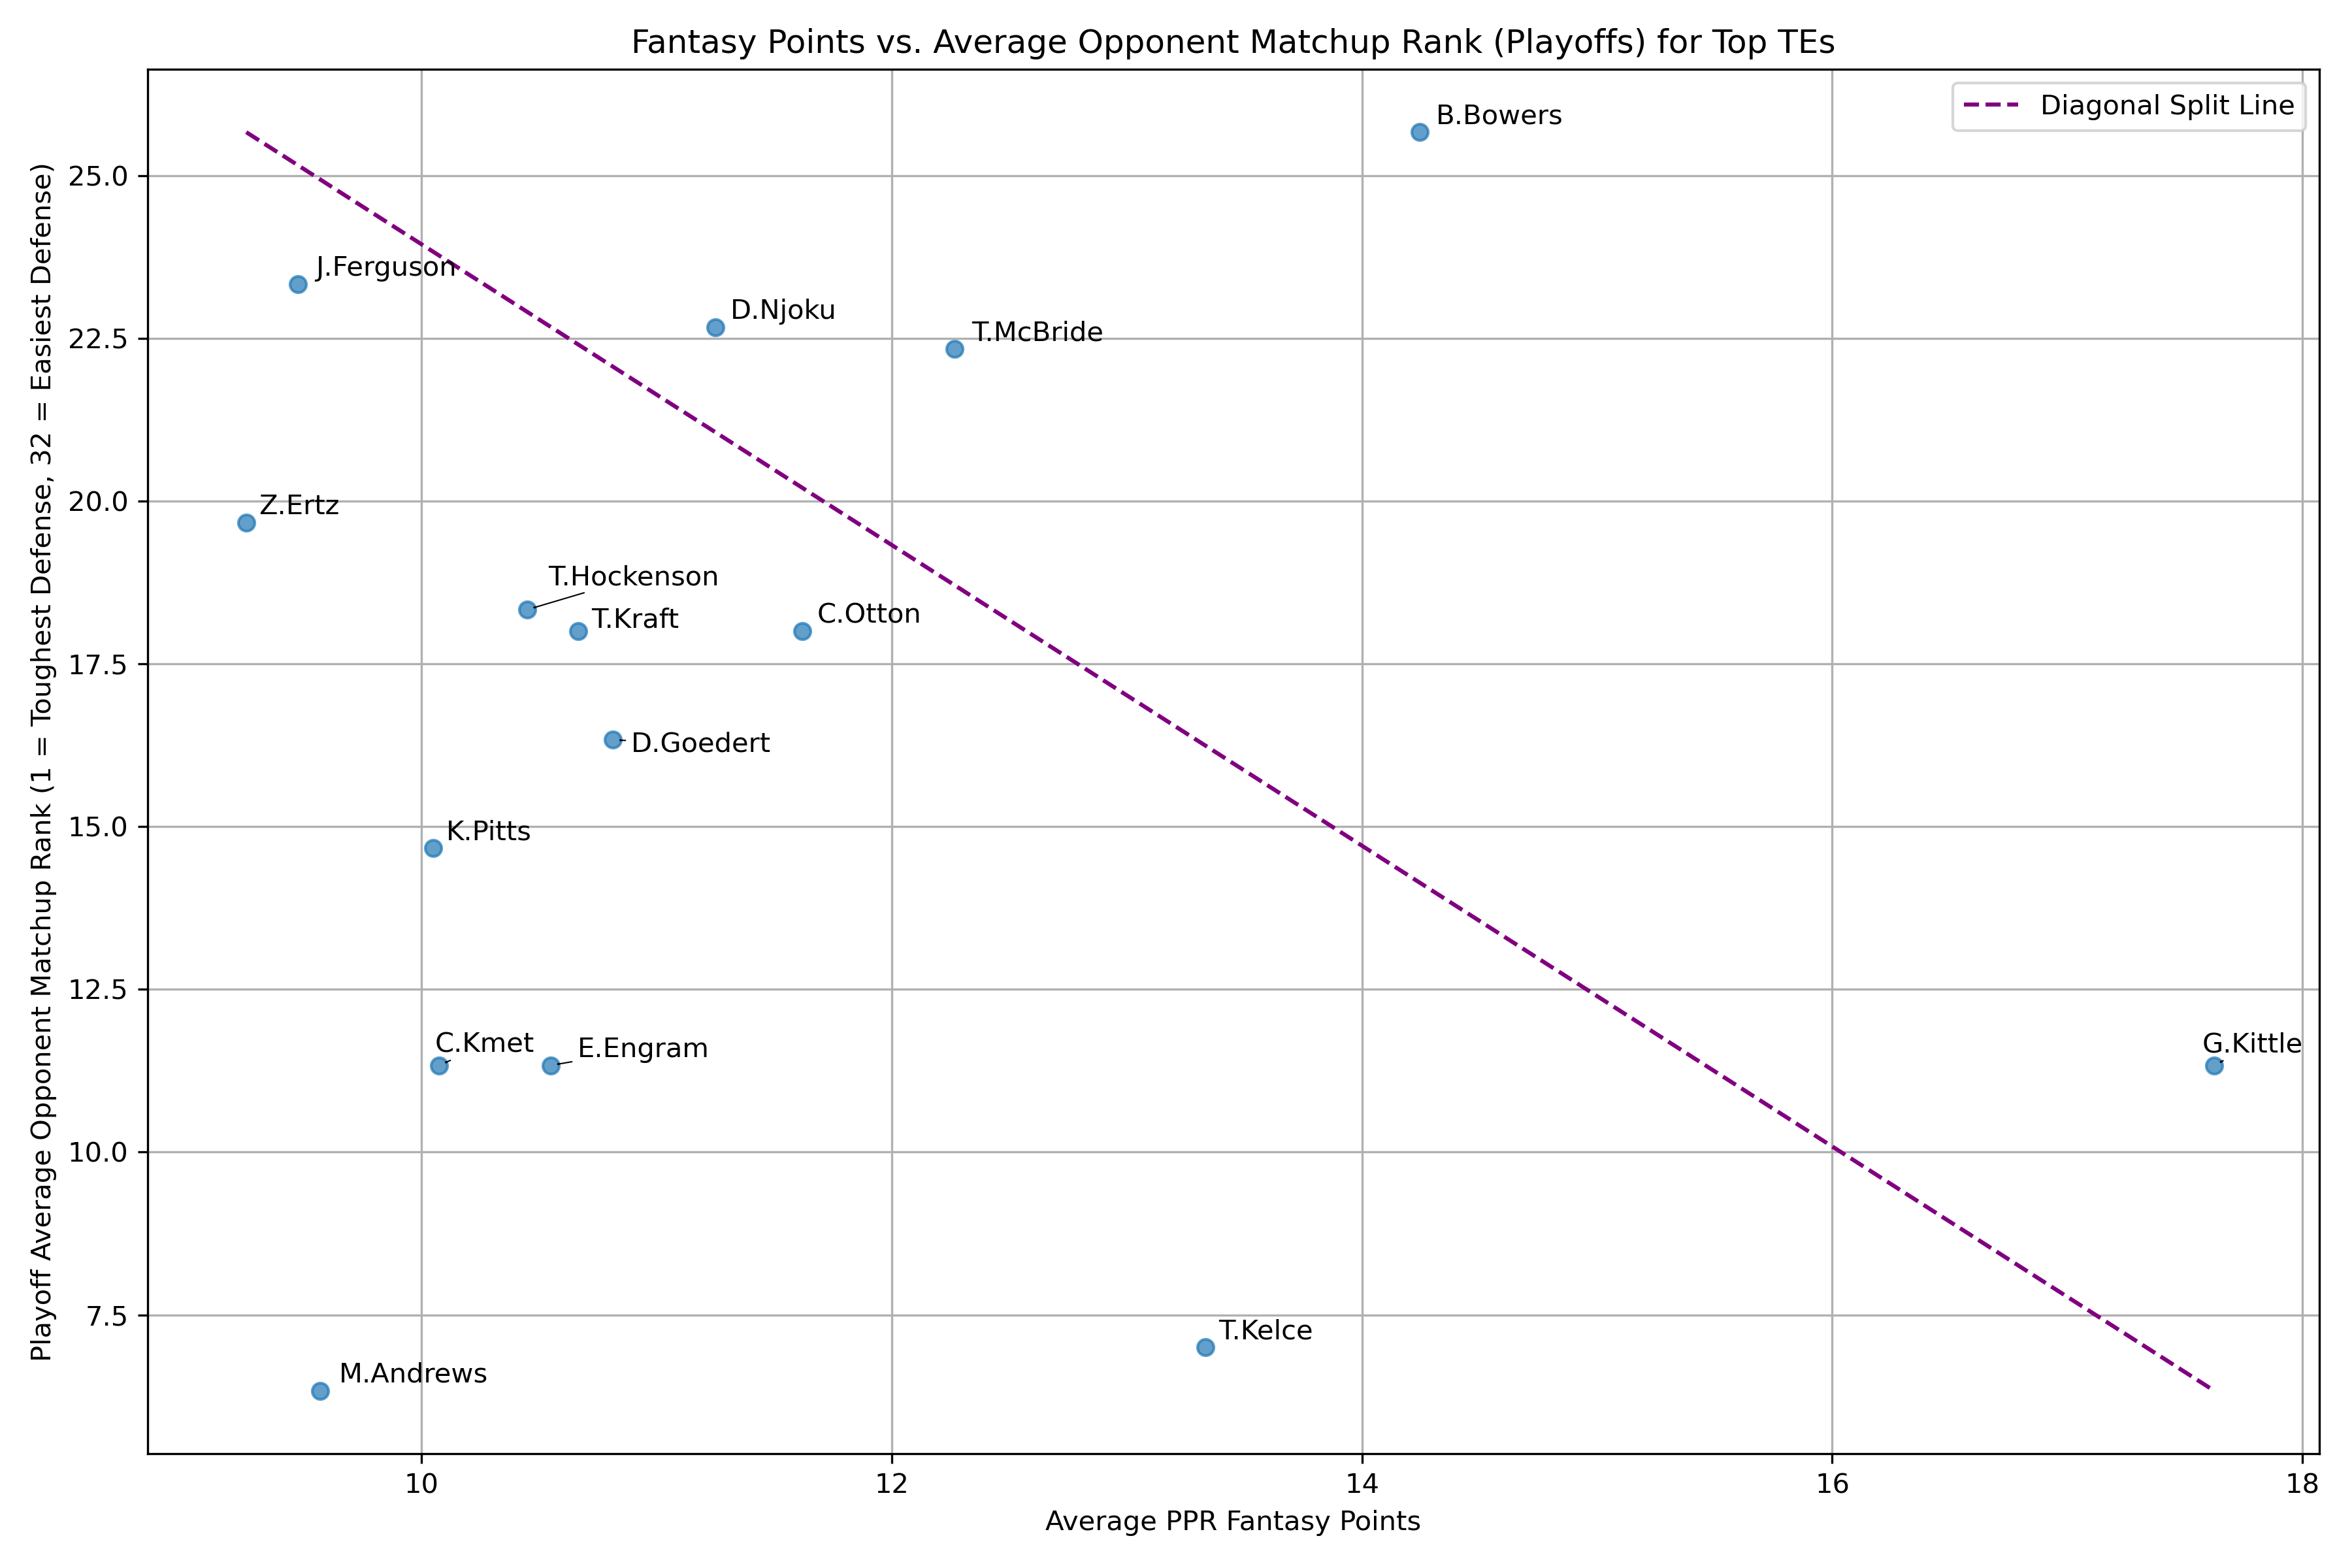 Fantasy Points vs. Average Opponent Matchup Rank (Playoffs) for Top TEs
Diagonal Split Line
Playoff Average Opponent Matchup Rank (1 = Toughest Defense, 32 = Easiest Defense)
25.0
22.5
20.0
17.5
15.0
12.5
10.0
7.5
B.Bowers
J.Ferguson
D.Njoku
T.McBride
Z.Ertz
T.Hockenson
T.Kraft
C.Otton
D.Goedert
K.Pitts
C.Kmet
E.Engram
G.Kittle
T.Kelce
M.Andrews
10
12
14
16
18
Average PPR Fantasy Points